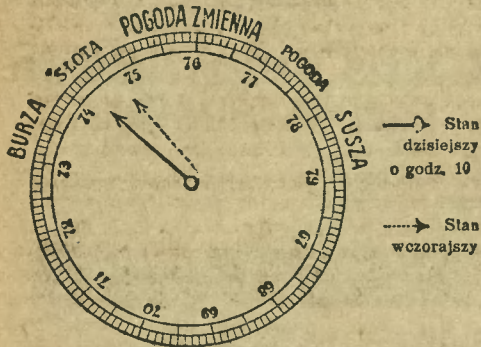 BURZA
SŁOTA
POGODA ZMIENNA
POGODA
SUSZA
73
74
75
76
77
78
79
67
68
69
70
71
72
Stan
dzisiejszy
o godz. 10
Stan
wczorajszy